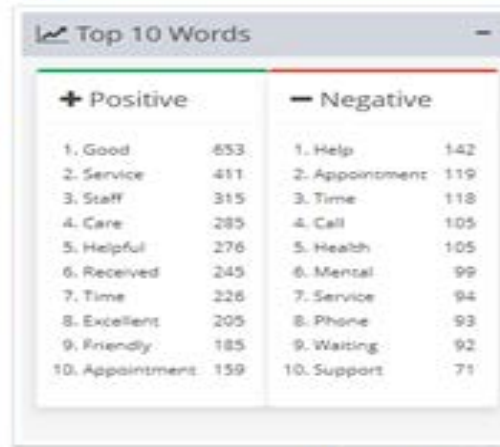 Top 10 Words
Positive
1. Good 653
2. Service 411
3. Staff 315
4. Care 285
5. Helpful 276
6. Received 245
7. Time 226
8. Excellent 205
9. Friendly 185
10. Appointment 159
Negative
1. Help 142
2. Appointment 119
3. Time 118
4. Call 105
5. Health 105
6. Mental 99
7. Service 94
8. Phone 93
9. Waiting 92
10. Support 71